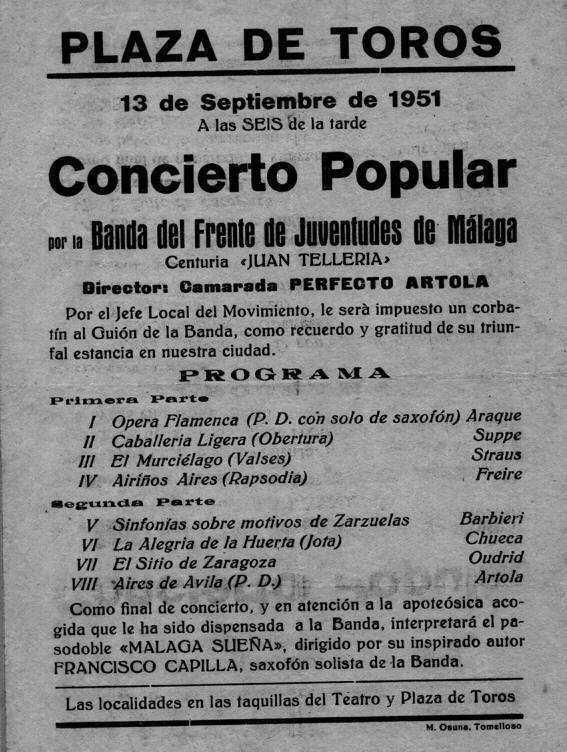 PLAZA DE TOROS
13 de Septiembre de 1951
A las SEIS de la tarde
Concierto Popular
por la Banda del Frente de Juventudes de Málaga
Centuria «JUAN TELLERIA»
Director: Camarada PERFECTO ARTOLA
Por el Jefe Local del Movimiento, le serà impuesto un corba-
tín al Guión de la Banda, como recuerdo y gratitud de su triun-
fal estancia en nuestra ciudad.
PROGRAMA
Primera Parte
I Opera Flamenca (P. D. con solo de saxofón) Araque
II Caballeria Ligera (Obertura) Suppe
III El Murciélago (Valses) Straus
IV Airiños Aires (Rapsodia) Freire
Segunda Parte
V Sinfonías sobre motivos de Zarzuelas Barbieri
VI La Alegria de la Huerta (Jota) Chueca
VII El Sitio de Zaragoza Oudrid
VIII Aires de Avila (P. D.) Artola
Como final de concierto, y en atención a la apoteósica aco-
gida que le ha sido dispensada a la Banda, interpretará el pa-
sodoble «MALAGA SUEÑA», dirigido por su inspirado autor
FRANCISCO CAPILLA, saxofón solista de la Banda.
Las localidades en las taquillas del Teatro y Plaza de Toros
M. Osuna. Tomelloso